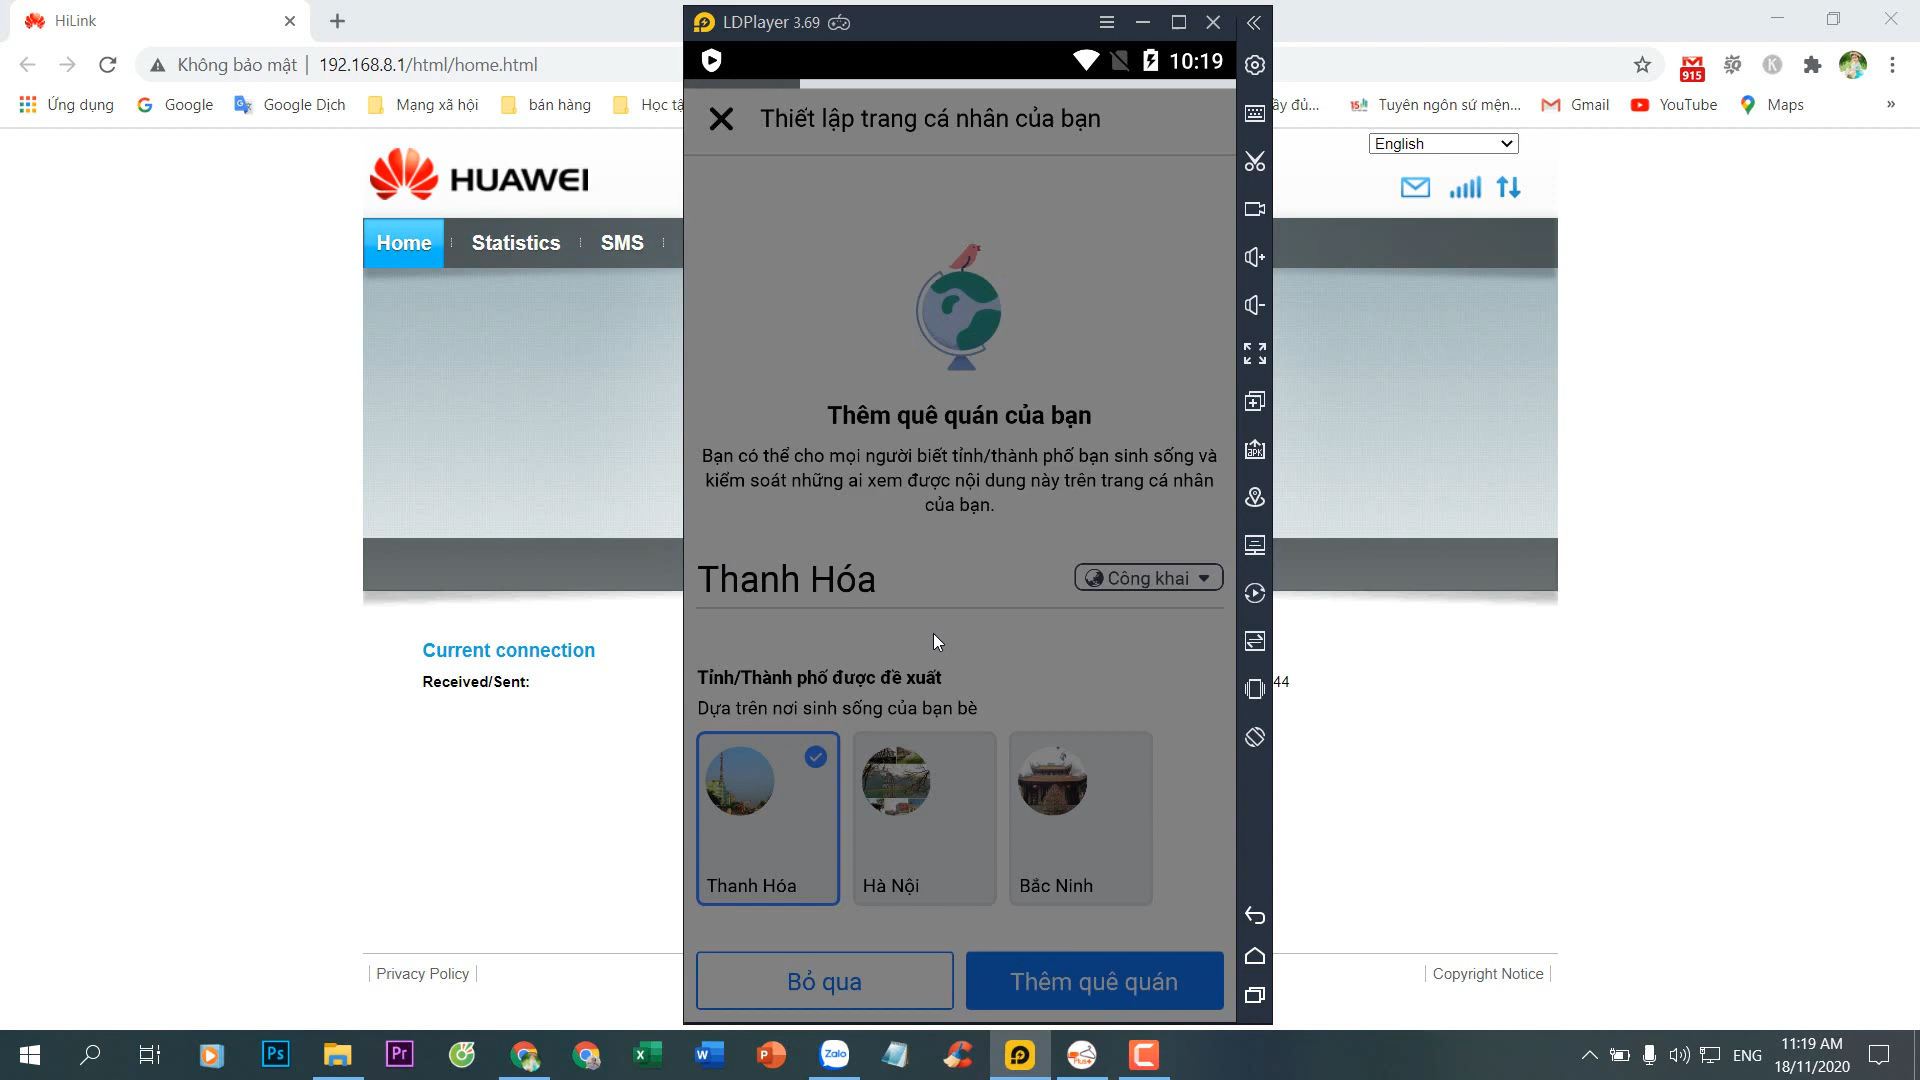 HiLink
Không bảo mật
192.168.8.1/html/home.html
915
Ứng dụng
Google
Google Dịch
Mạng xã hội
bán hàng
Học tậ
ầy đủ...
Tuyên ngôn sứ mện...
Gmail
YouTube
Maps
»
LDPlayer 3.69
10:19
Thiết lập trang cá nhân của bạn
Thêm quê quán của bạn
Bạn có thể cho mọi người biết tỉnh/thành phố bạn sinh sống và
kiểm soát những ai xem được nội dung này trên trang cá nhân
của bạn.
Thanh Hóa
Công khai
Tỉnh/Thành phố được đề xuất
Dựa trên nơi sinh sống của bạn bè
Thanh Hóa
Hà Nội
Bắc Ninh
Bỏ qua
Thêm quê quán
HUAWEI
English
Home
Statistics
SMS
Current connection
Received/Sent:
44
Privacy Policy
Copyright Notice
Ps
Pr
Zalo
ENG
11:19 AM
18/11/2020